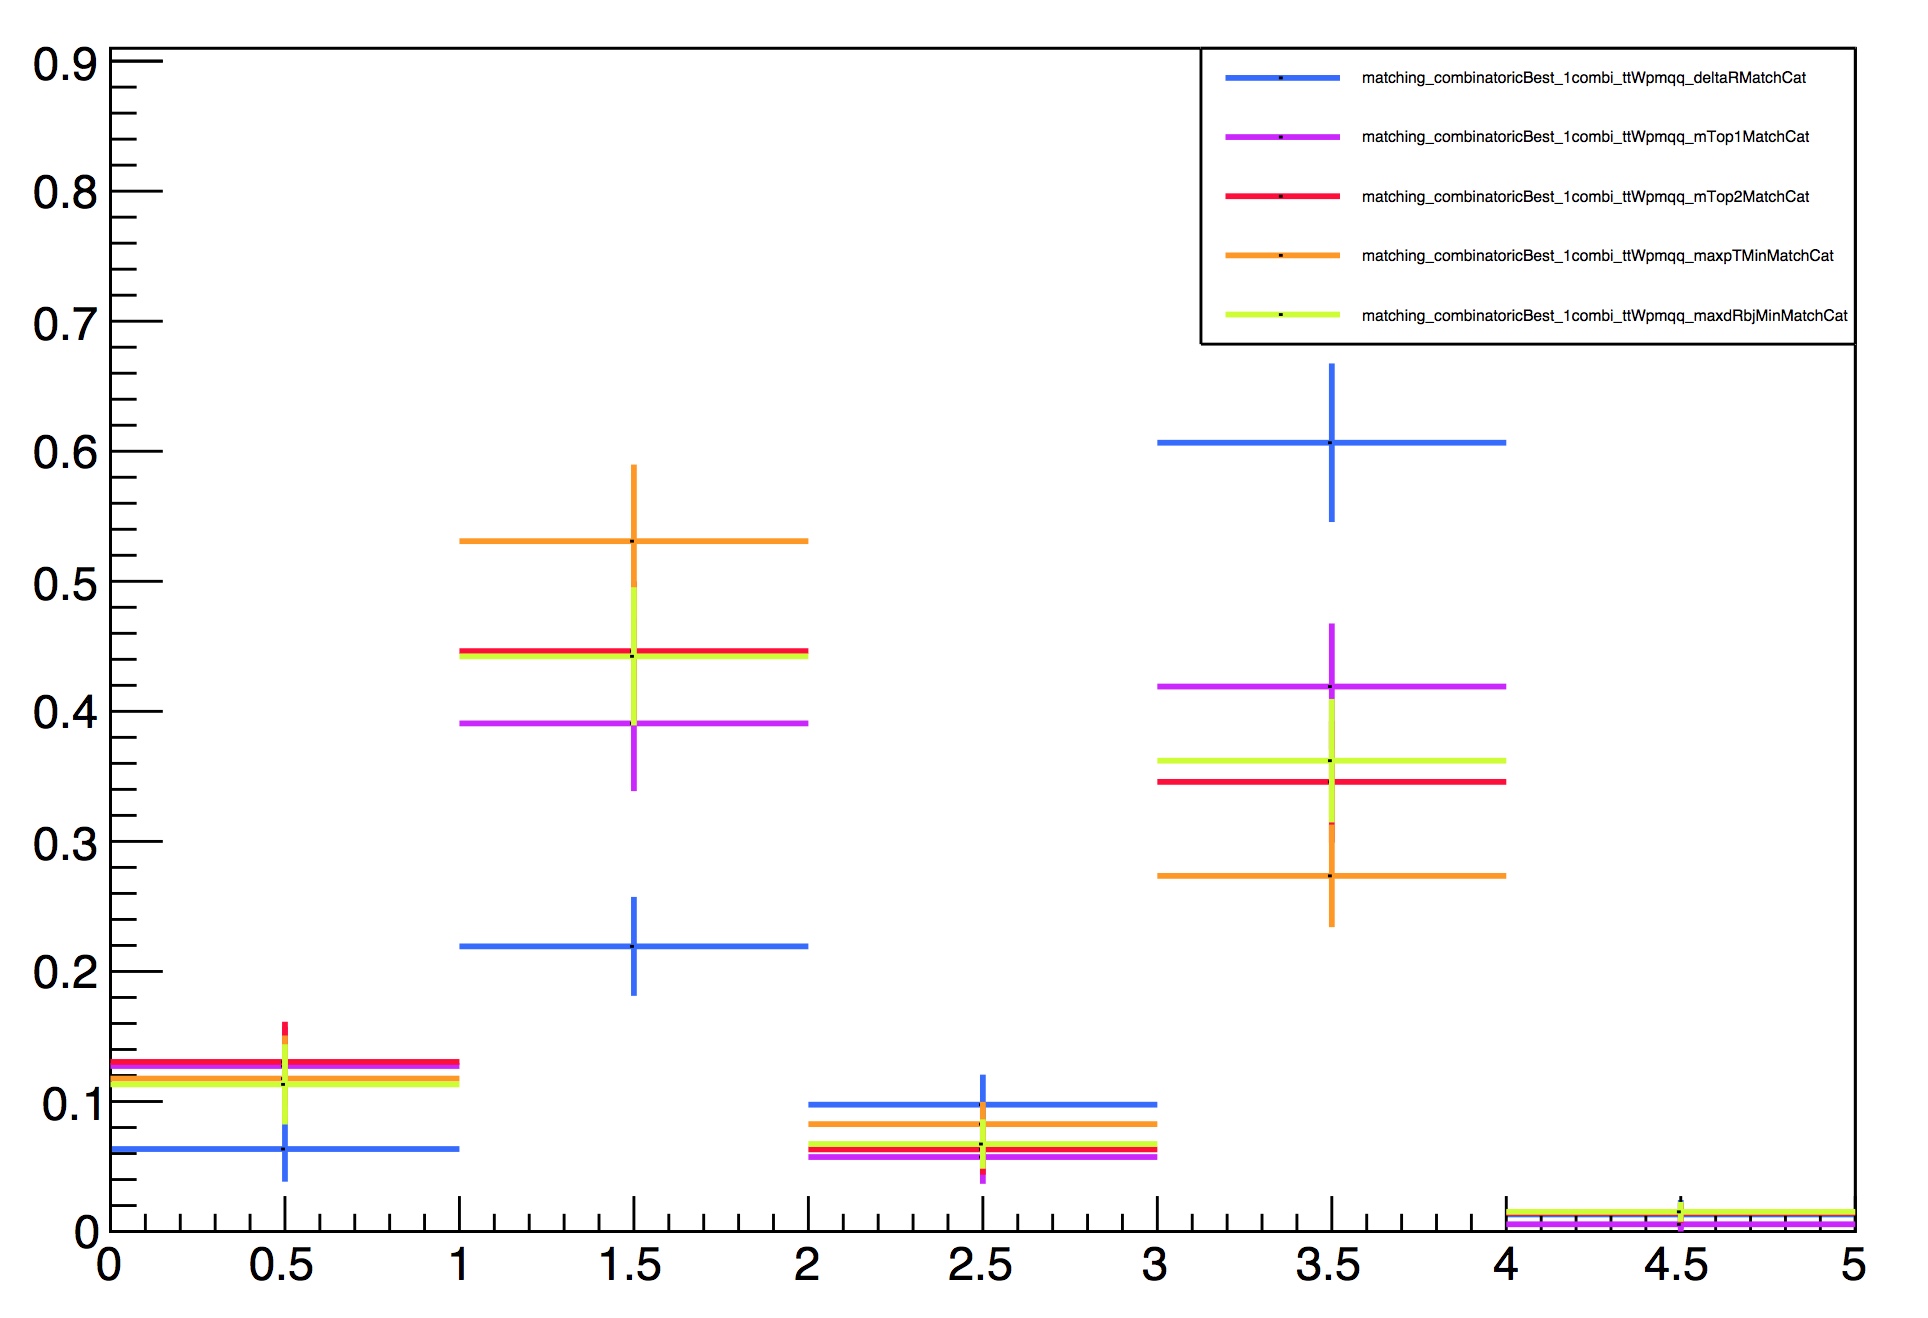 0.9
0.8
0.7
0.6
0.5
0.4
0.3
0.2
0.1
0
0 0.5 1 1.5 2 2.5 3 3.5 4 4.5 5
matching_combinatoricBest_1combi_ttWpmqq_deltaRMatchCat
matching_combinatoricBest_1combi_ttWpmqq_mTop1MatchCat
matching_combinatoricBest_1combi_ttWpmqq_mTop2MatchCat
matching_combinatoricBest_1combi_ttWpmqq_maxpTMinMatchCat
matching_combinatoricBest_1combi_ttWpmqq_maxdRbjMinMatchCat